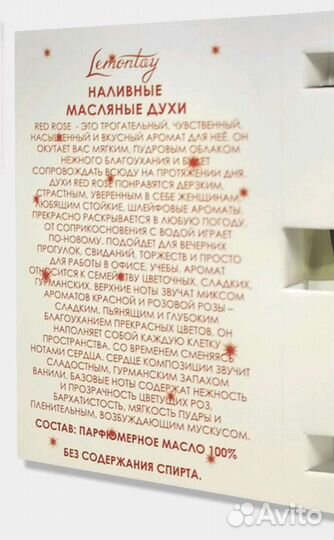 Lemontay
НАЛИВНЫЕ
МАСЛЯНЫЕ ДУХИ
RED ROSE - ЭТО ТРОГАТЕЛЬНЫЙ, ЧУВСТВЕННЫЙ,
НАСЫЩЕННЫЙ И ВКУСНЫЙ АРОМАТ ДЛЯ НЕЁ. ОН
ОКУТАЕТ ВАС МЯГКИМ, ПУДРОВЫМ ОБЛАКОМ
НЕЖНОГО БЛАГОУХАНИЯ И БУДЕТ
СОПРОВОЖДАТЬ ВСЮДУ НА ПРОТЯЖЕНИИ ДНЯ.
ДУХИ RED ROSE ПОНРАВЯТСЯ ДЕРЗКИМ,
СТРАСТНЫМ, УВЕРЕННЫМ В СЕБЕ ЖЕНЩИНАМ,
ЛЮБЯЩИМ СТОЙКИЕ, ШЛЕЙФОВЫЕ АРОМАТЫ.
ПРЕКРАСНО РАСКРЫВАЕТСЯ В ЛЮБУЮ ПОГОДУ.
ОТ СОПРИКОСНОВЕНИЯ С ВОДОЙ ИГРАЕТ
ПО-НОВОМУ. ПОДОЙДЕТ ДЛЯ ВЕЧЕРНИХ
ПРОГУЛОК, СВИДАНИЙ, ТОРЖЕСТВ И ПРОСТО
ДЛЯ РАБОТЫ В ОФИСЕ, УЧЕБЫ. АРОМАТ
ОТНОСИТСЯ К СЕМЕЙСТВУ ЦВЕТОЧНЫХ, СЛАДКИХ,
ГУРМАНСКИХ. ВЕРХНИЕ НОТЫ ЗВУЧАТ МИКСОМ
АРОМАТОВ КРАСНОЙ И РОЗОВОЙ РОЗЫ –
СЛАДКИМ, ПЬЯНЯЩИМ И ГЛУБОКИМ
БЛАГОУХАНИЕМ ПРЕКРАСНЫХ ЦВЕТОВ. ОН
НАПОЛНЯЕТ СОБОЙ КАЖДУЮ КЛЕТКУ
ПРОСТРАНСТВА, СО ВРЕМЕНЕМ СМЕНЯЯСЬ
НОТАМИ СЕРДЦА. СЕРДЦЕ КОМПОЗИЦИИ ЗВУЧИТ
СЛАДОСТНЫМ, ГУРМАНСКИМ ЗАПАХОМ
ВАНИЛИ. БАЗОВЫЕ НОТЫ СОДЕРЖАТ НЕЖНОСТЬ
И ПРОЗРАЧНОСТЬ ЦВЕТУЩИХ РОЗ,
БАРХАТИСТОСТЬ, МЯГКОСТЬ ПУДРЫ И
ПЛЕНИТЕЛЬНЫМ, ВОЗБУЖДАЮЩИМ МУСКУСОМ.
СОСТАВ: ПАРФЮМЕРНОЕ МАСЛО 100%
БЕЗ СОДЕРЖАНИЯ СПИРТА.
Avito